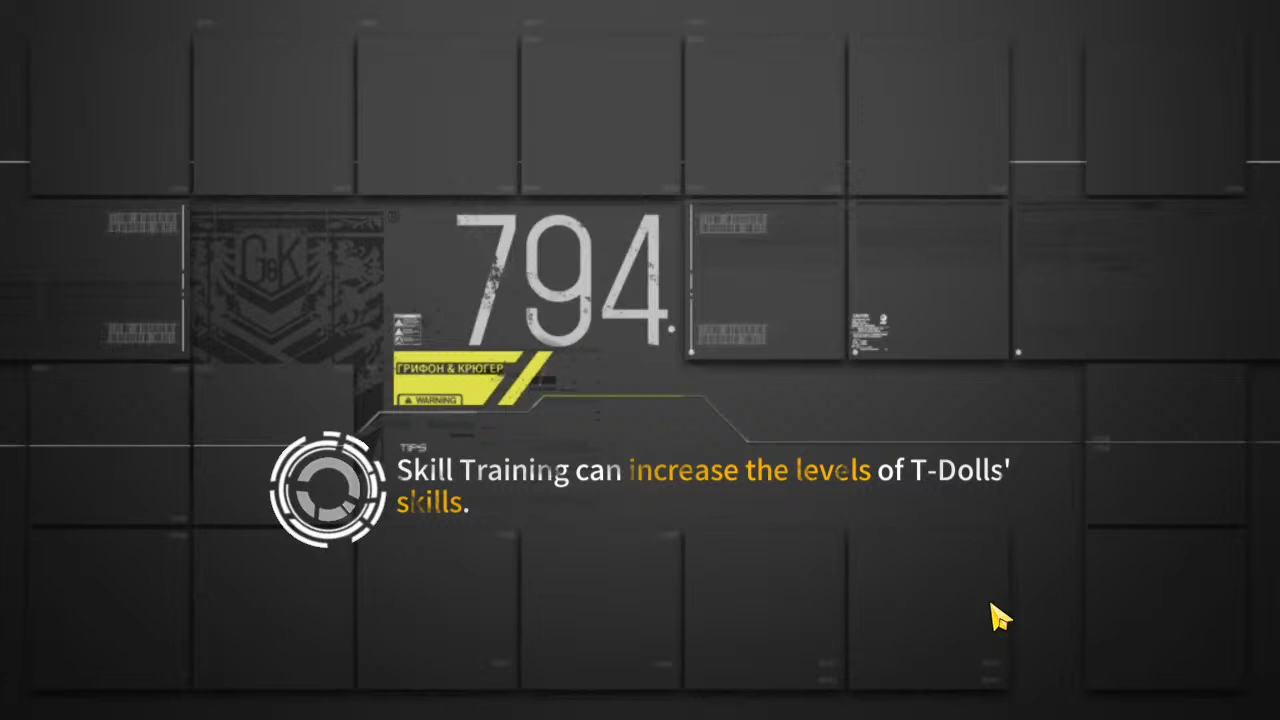 G&K
794.
ГРИФОН & КРЮГЕР
WARNING
TIPS
Skill Training can increase the levels of T-Dolls'
skills.